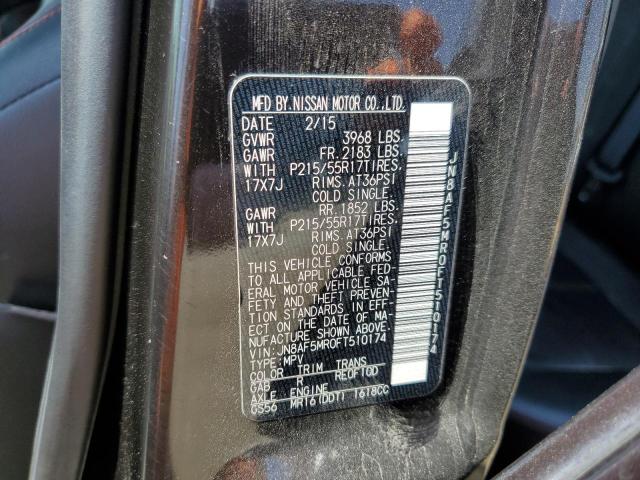 MFD BY. NISSAN MOTOR CO., LTD.
DATE 2/15
GVWR 3968 LBS.
GAWR FR. 2183 LBS.
WITH P215/55R17TIRES.
17X7J RIMS. AT36PSI
COLD SINGLE.
GAWR RR. 1852 LBS.
WITH P215/55R17TIRES.
17X7J RIMS. AT36PSI
COLD SINGLE.
THIS VEHICLE CONFORMS
TO ALL APPLICABLE FED-
ERAL MOTOR VEHICLE SA-
FETY AND THEFT PREVEN-
TION STANDARDS IN EFF-
ECT ON THE DATE OF MA-
NUFACTURE SHOWN ABOVE.
VIN: JN8AF5MR0FT510174
TYPE: MPV
COLOR TRIM TRANS
GAB R RE0F10D
AXLE ENGINE
GS56 MR16(DDT) 1618CC
JN8AF5MR0FT510174